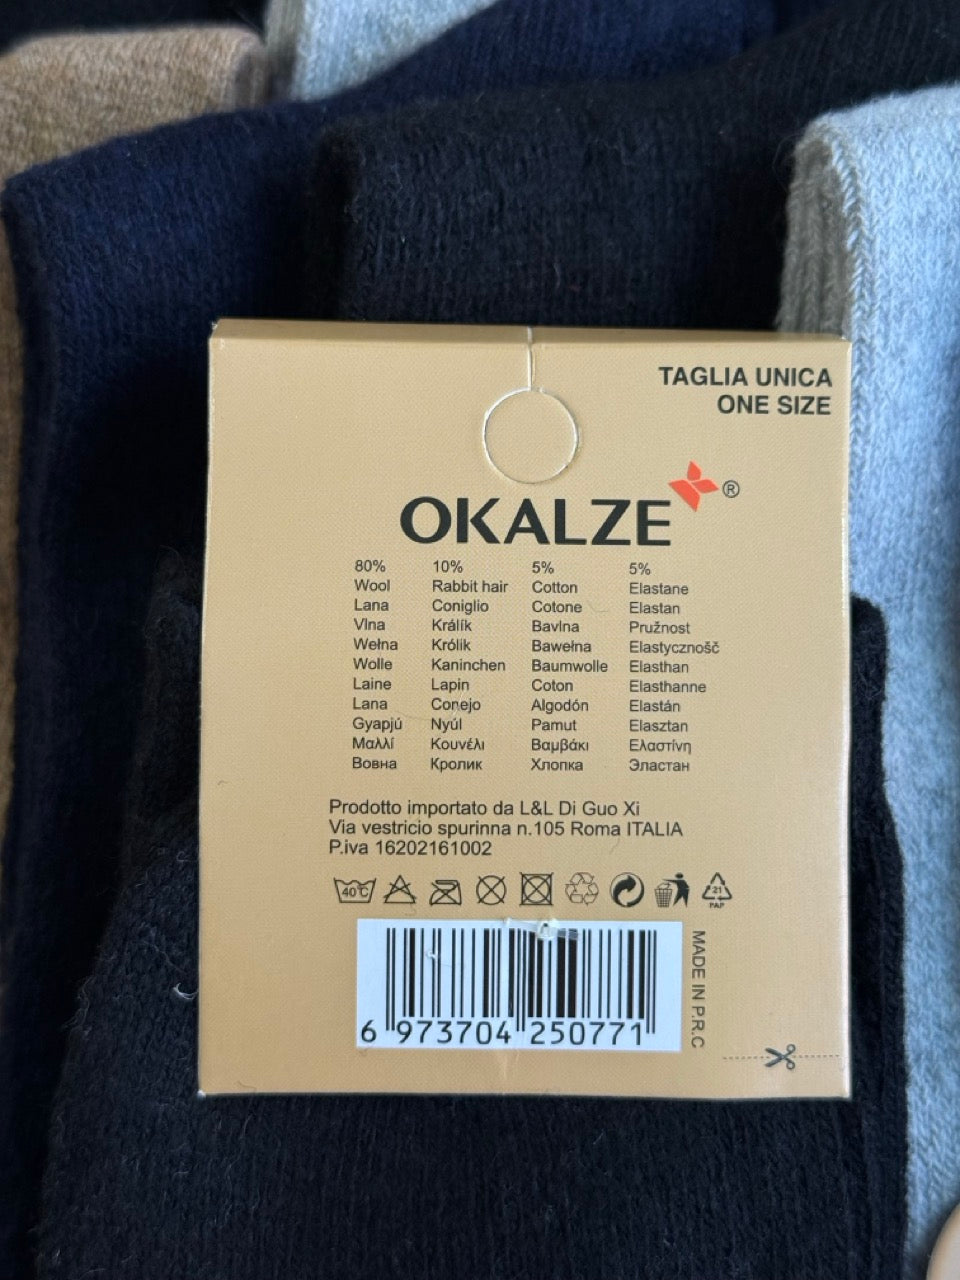 TAGLIA UNICA
ONE SIZE
OKALZE ®
80% 10% 5% 5%
Wool Rabbit hair Cotton Elastane
Lana Coniglio Cotone Elastan
Vlna Králík Bavlna Pružnost
Wełna Królik Bawełna Elastycznošč
Wolle Kaninchen Baumwolle Elasthan
Laine Lapin Coton Elasthanne
Lana Conejo Algodón Elastán
Gyapjú Nyúl Pamut Elasztan
Μαλλί Κουνέλι Βαμβάκι Ελαστίνη
Вовна Кролик Хлопка Эластан
Prodotto importato da L&L Di Guo Xi
Via vestricio spurinna n.105 Roma ITALIA
P.iva 16202161002
40°C
21
PAP
MADE IN P.R.C
6 973704 250771